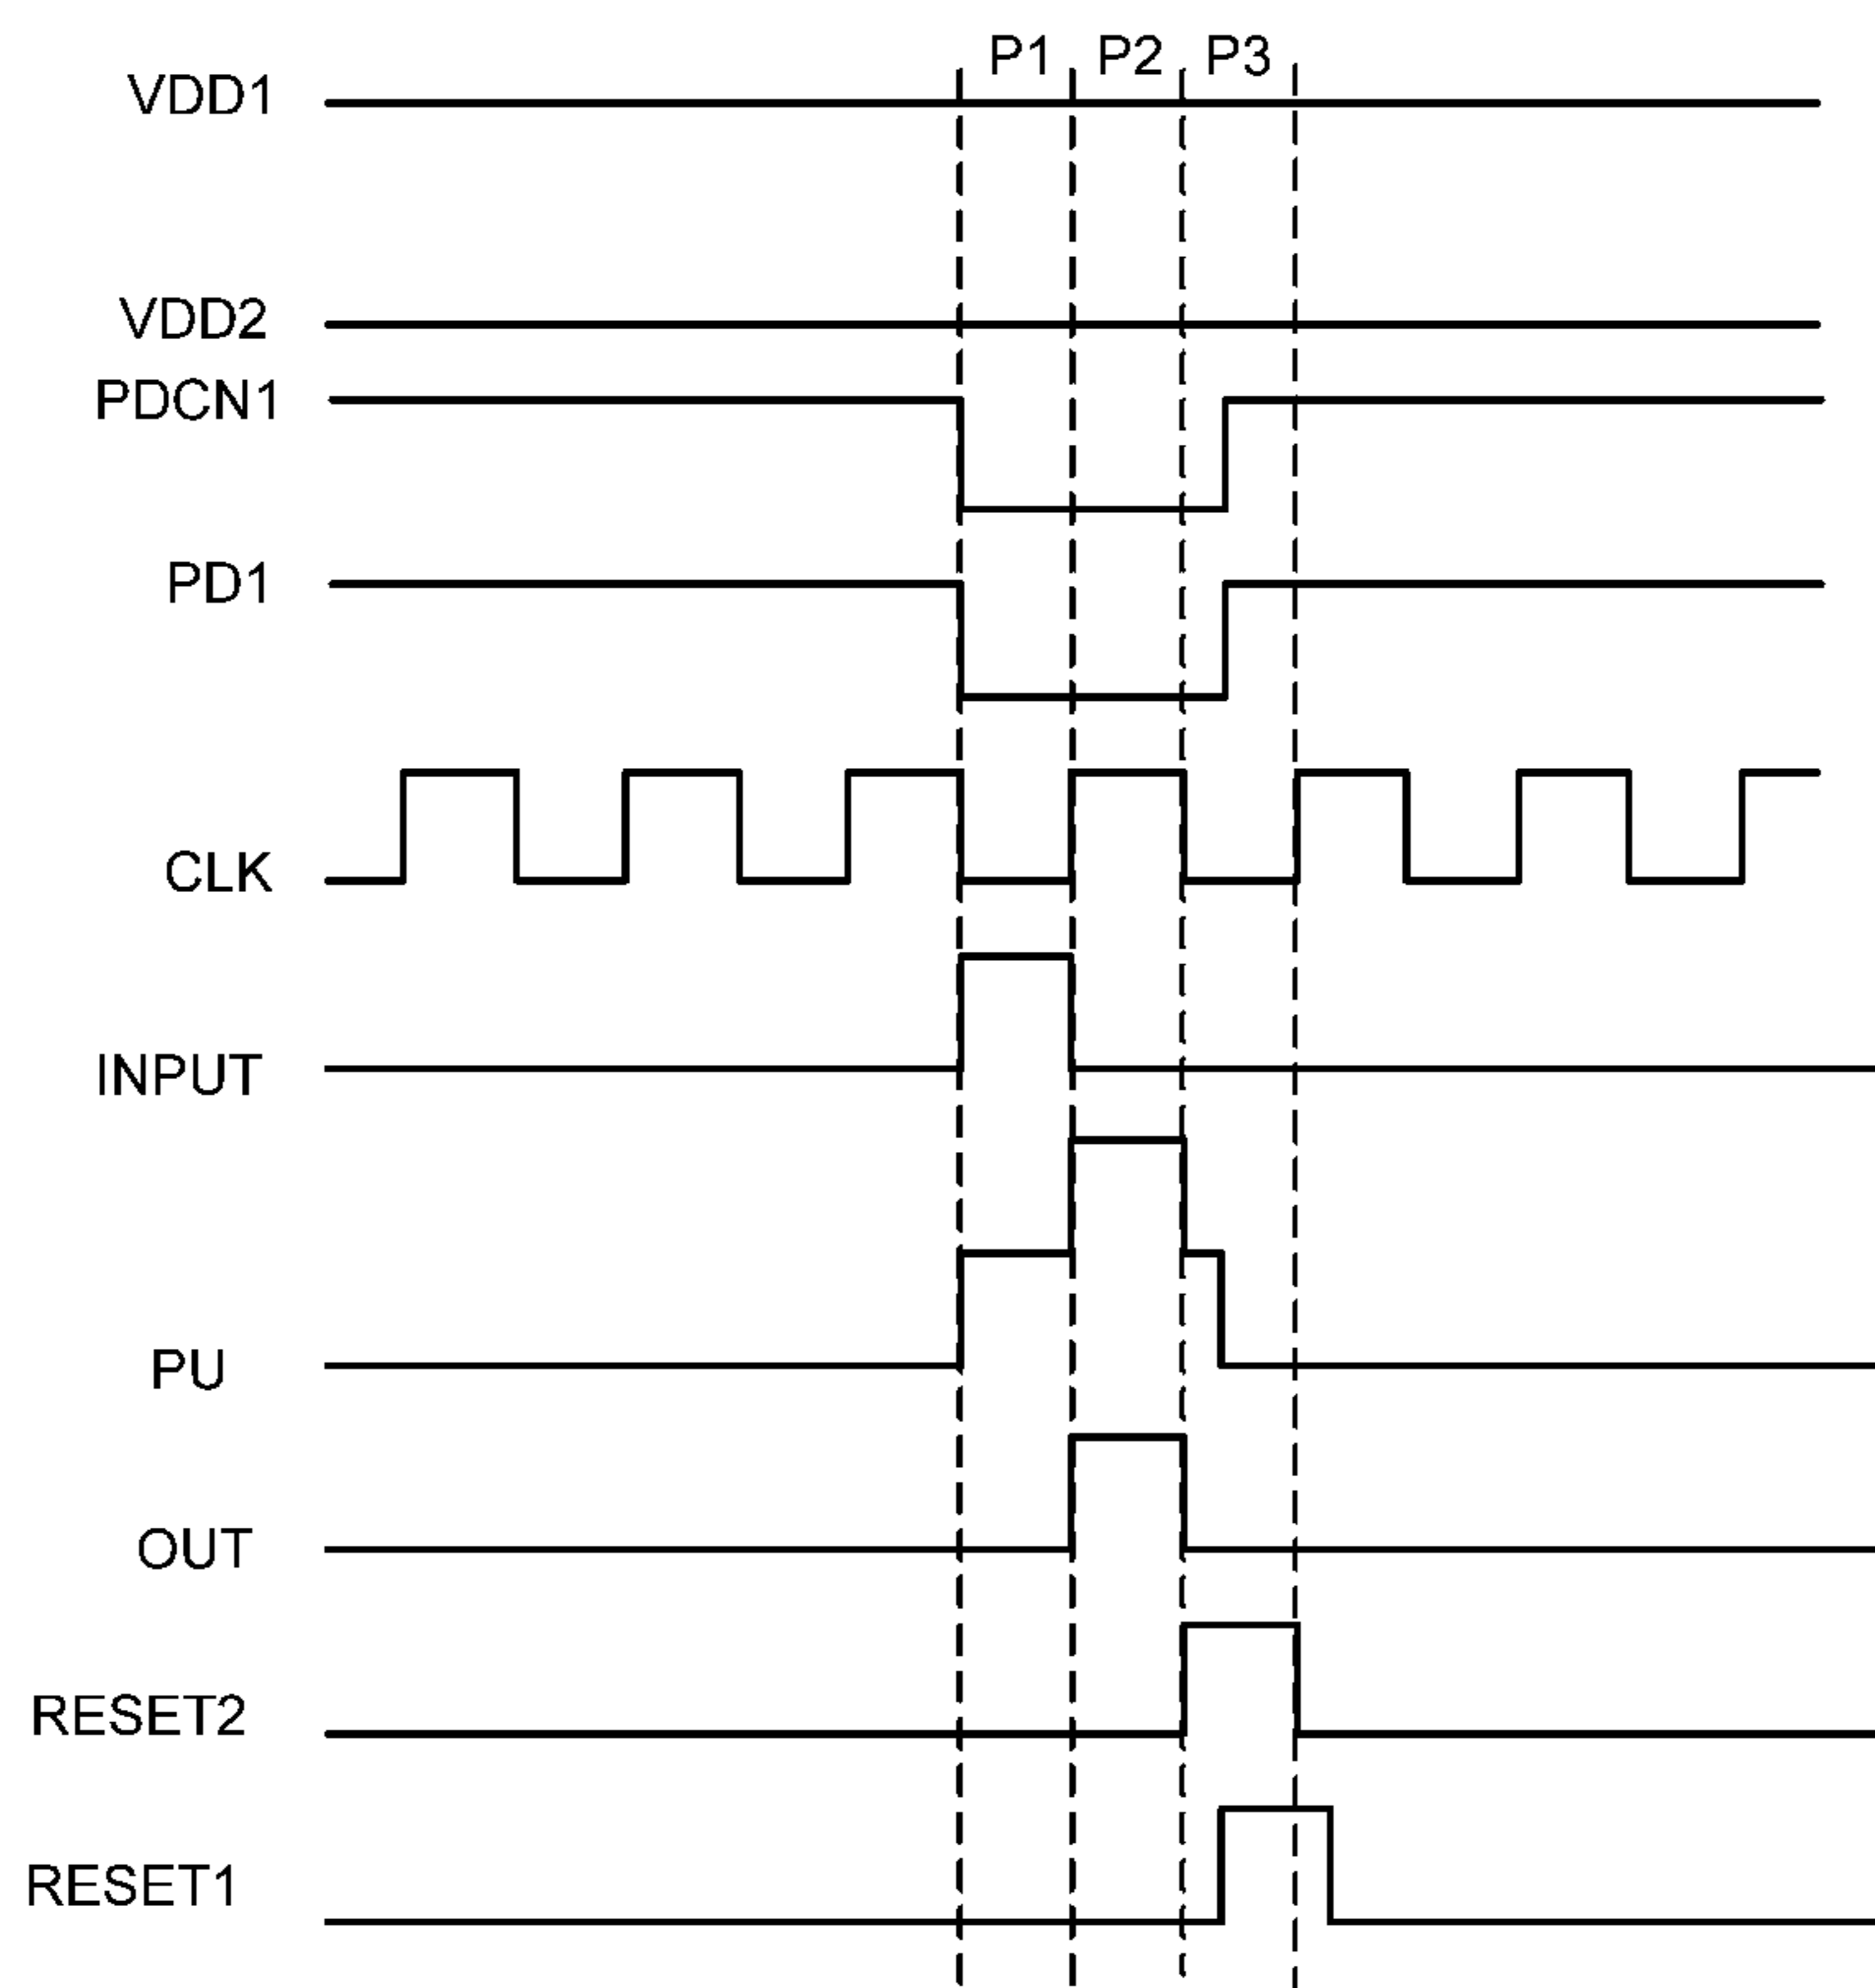 P1 P2 P3
VDD1
VDD2
PDCN1
PD1
CLK
INPUT
PU
OUT
RESET2
RESET1